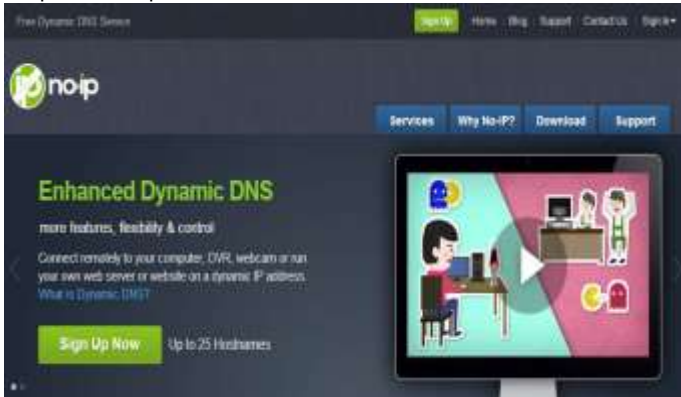 Free Dynamic DNS Service
Sign Up Home Blog Support Contact Us Sign In
no-ip
Services Why No-IP? Download Support
Enhanced Dynamic DNS
more features, flexibility & control
Connect remotely to your computer, DVR, webcam or run
your own web server or website on a dynamic IP address.
What is Dynamic DNS?
Sign Up Now Up to 25 Hostnames